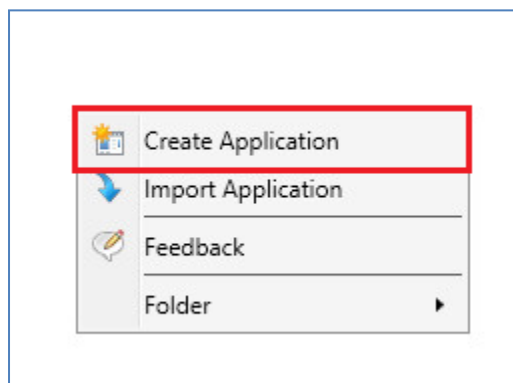 Create Application
Import Application
Feedback
Folder